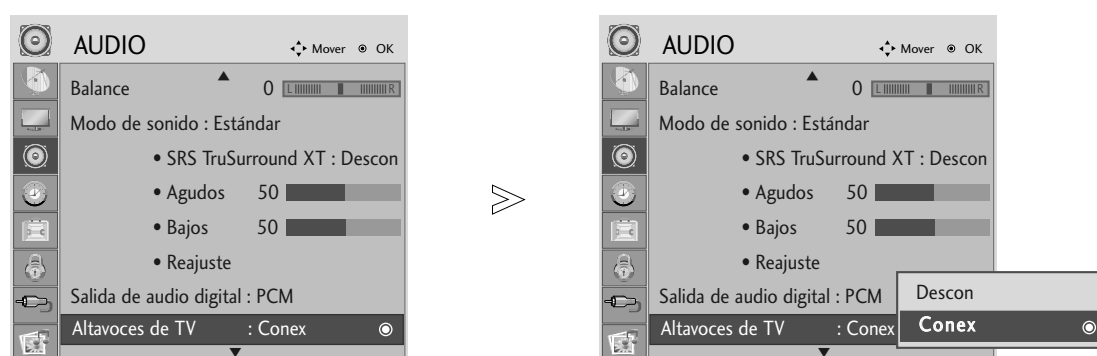 AUDIO Mover OK
Balance 0 L R
Modo de sonido : Estándar
• SRS TruSurround XT : Descon
• Agudos 50
• Bajos 50
• Reajuste
Salida de audio digital : PCM
Altavoces de TV : Conex
AUDIO Mover OK
Balance 0 L R
Modo de sonido : Estándar
• SRS TruSurround XT : Descon
• Agudos 50
• Bajos 50
• Reajuste
Salida de audio digital : PCM
Altavoces de TV : Conex
Descon
Conex